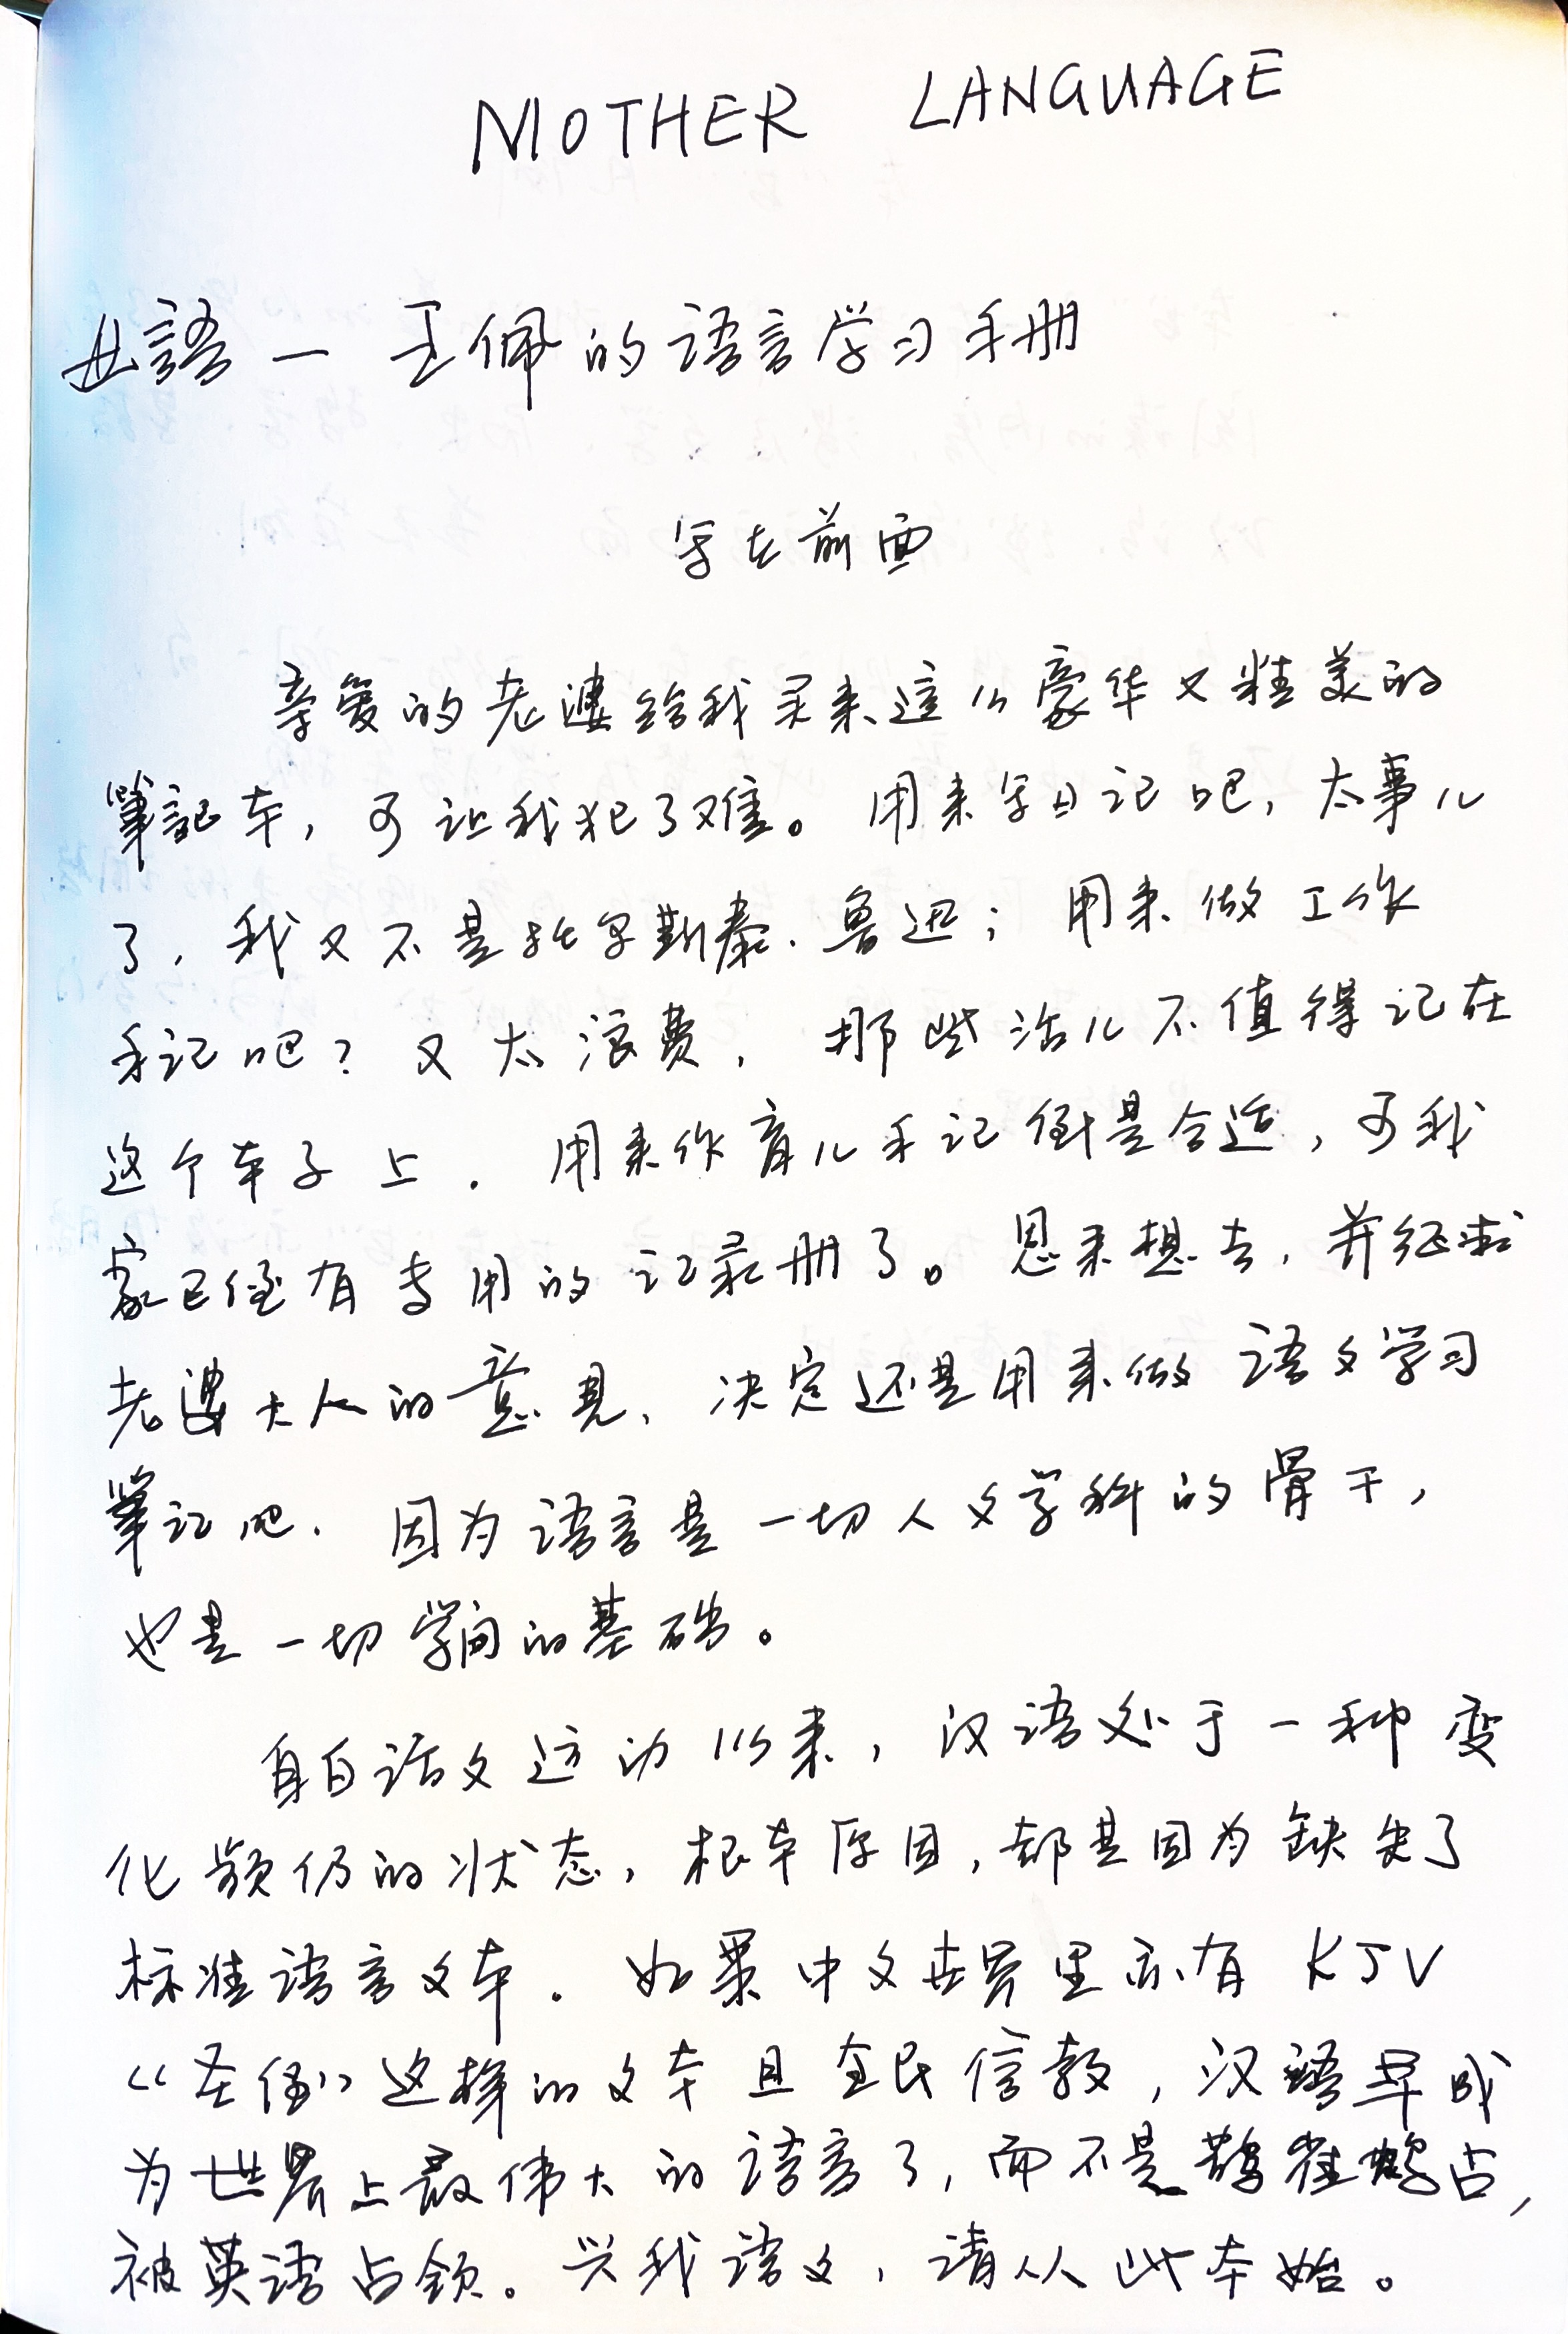 MOTHER LANGUAGE
母語一 王佩的语言学习手册
写在前面
亲爱的老婆给我买来這么豪华又精美的
筆記本，可让我犯了难。用来写日记吧，太事儿
了，我又不是托尔斯泰、鲁迅；用来做工作
手记吧？又太浪费，那些活儿不值得记在
这个本子上。用来作育儿手记倒是合适，可我
家已经有专用的记录册了。思来想去，并征求
老婆大人的意见，决定还是用来做语文学习
筆记吧。因为语言是一切人文学科的骨干，
也是一切学问的基础。
自白话文运动以来，汉语处于一种变
化频仍的状态，根本原因，都是因为缺失了
标准语言文本。如果中文世界里亦有KJV
《圣经》这样的文本且全民信教，汉語早成
为世界上最伟大的语言了，而不是鹊雀鸠占，
被英语占领。兴我语文，请从此本始。